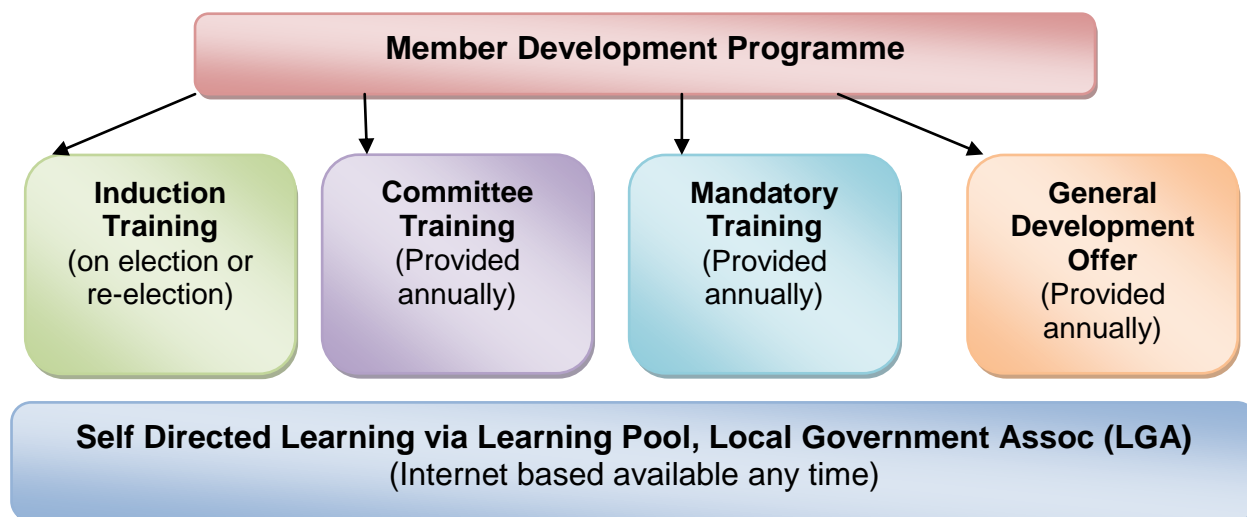 Member Development Programme
Induction
Training
(on election or
re-election)
Committee
Training
(Provided
annually)
Mandatory
Training
(Provided
annually)
General
Development
Offer
(Provided
annually)
Self Directed Learning via Learning Pool, Local Government Assoc (LGA)
(Internet based available any time)